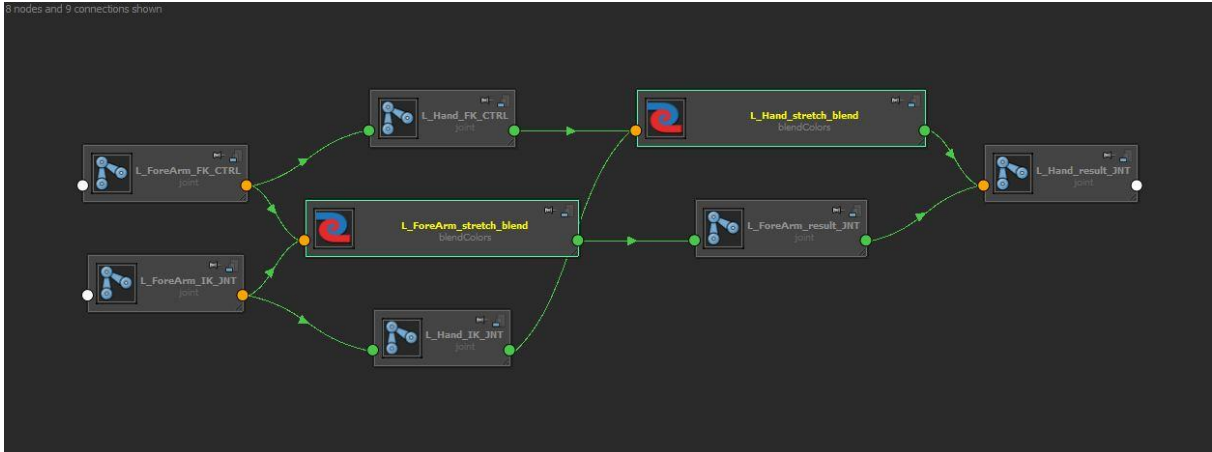 8 nodes and 9 connections shown
L_Hand_FK_CTRL
joint
L_Hand_stretch_blend
blendColors
L_ForeArm_FK_CTRL
joint
L_Hand_result_JNT
joint
L_ForeArm_stretch_blend
blendColors
L_ForeArm_result_JNT
joint
L_ForeArm_IK_JNT
joint
L_Hand_IK_JNT
joint